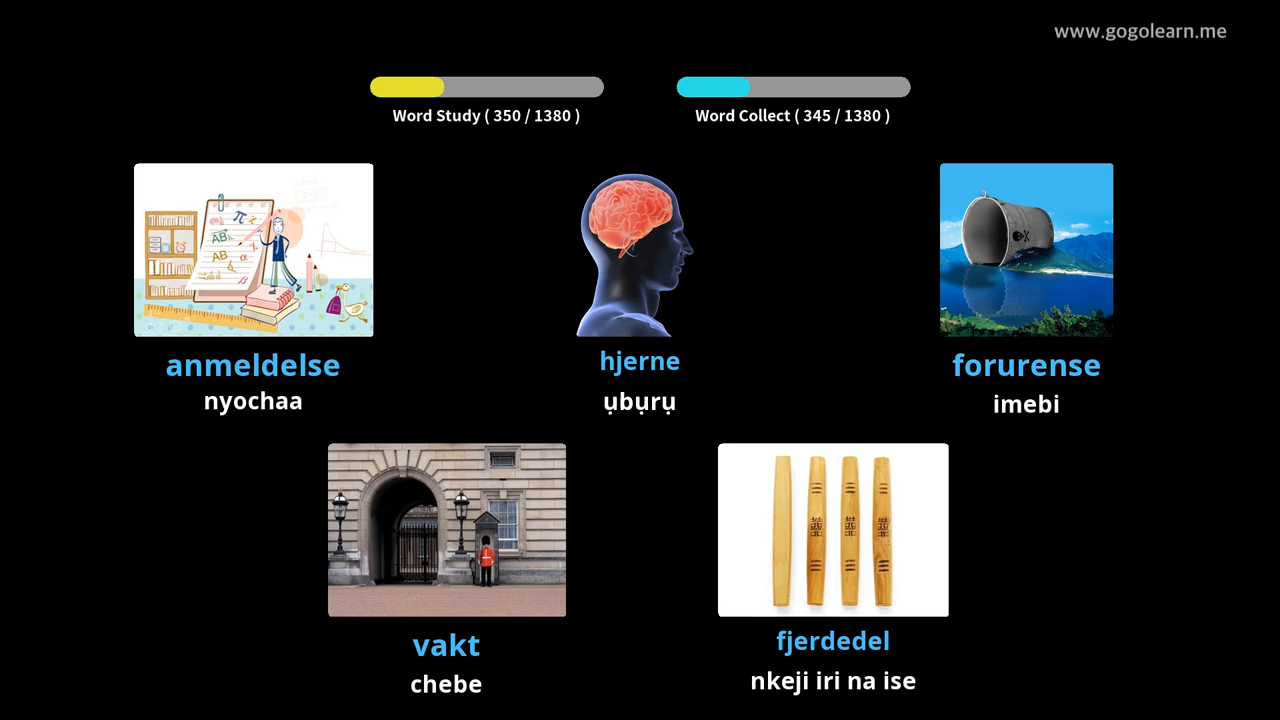 www.gogolearn.me
Word Study ( 350 / 1380 )
Word Collect ( 345 / 1380 )
anmeldelse
nyochaa
hjerne
ụbụrụ
forurense
imebi
vakt
chebe
fjerdedel
nkeji iri na ise